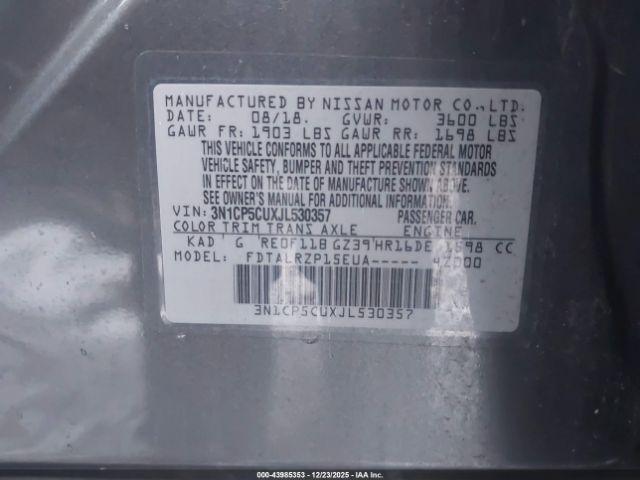 MANUFACTURED BY NISSAN MOTOR CO.,LTD.
DATE: 08/18. GVWR: 3600 LBS
GAWR FR: 1903 LBS GAWR RR: 1698 LBS
THIS VEHICLE CONFORMS TO ALL APPLICABLE FEDERAL MOTOR
VEHICLE SAFETY, BUMPER AND THEFT PREVENTION STANDARDS
IN EFFECT ON THE DATE OF MANUFACTURE SHOWN ABOVE.
SEE OWNER'S MANUAL FOR ADDITIONAL INFORMATION.
VIN: 3N1CP5CUXJL530357 PASSENGER CAR.
COLOR TRIM TRANS AXLE ENGINE
KAD G RE0F11B GZ39 HR16DE 1598 CC
MODEL: FDTALRZP15EUA----- 4Z000
3N1CP5CUXJL530357
000-43985353 • 12/23/2025 • IAA Inc.